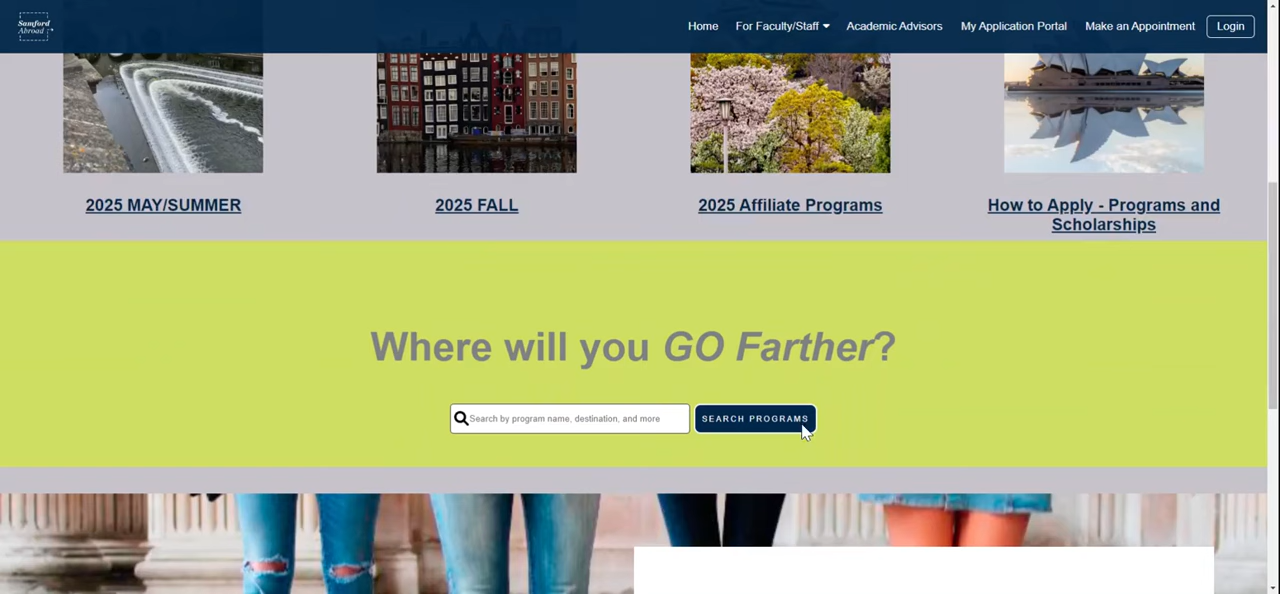 Samford
Abroad
Home
For Faculty/Staff
Academic Advisors
My Application Portal
Make an Appointment
Login
2025 MAY/SUMMER
2025 FALL
2025 Affiliate Programs
How to Apply - Programs and
Scholarships
Where will you GO Farther?
Search by program name, destination, and more
SEARCH PROGRAMS